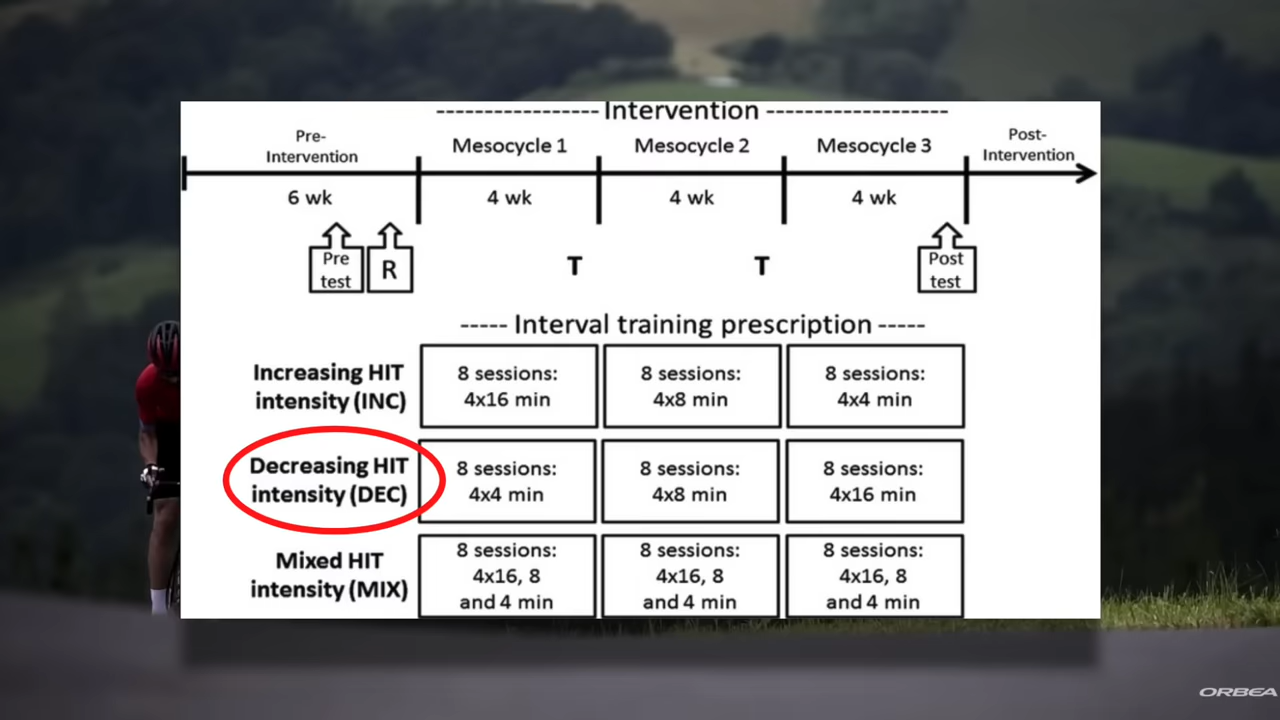 ---------------- Intervention ------------------
Pre-
Intervention
Mesocycle 1
Mesocycle 2
Mesocycle 3
Post-
Intervention
6 wk
4 wk
4 wk
4 wk
Pre
test
R
T
T
Post
test
----- Interval training prescription -----
Increasing HIT
intensity (INC)
8 sessions:
4x16 min
8 sessions:
4x8 min
8 sessions:
4x4 min
Decreasing HIT
intensity (DEC)
8 sessions:
4x4 min
8 sessions:
4x8 min
8 sessions:
4x16 min
Mixed HIT
intensity (MIX)
8 sessions:
4x16, 8
and 4 min
8 sessions:
4x16, 8
and 4 min
8 sessions:
4x16, 8
and 4 min
ORBEA